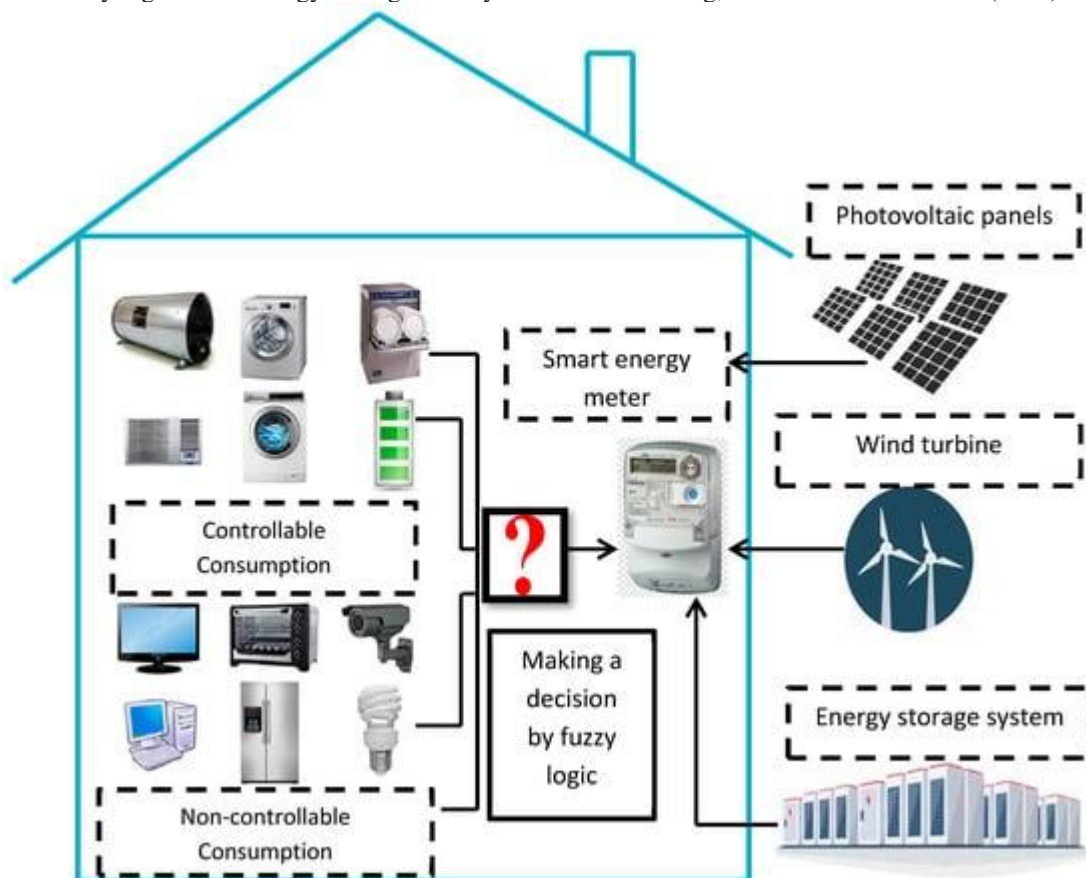 Photovoltaic panels
Smart energy
meter
Wind turbine
Controllable
Consumption
?
Making a
decision
by fuzzy
logic
Energy storage system
Non-controllable
Consumption